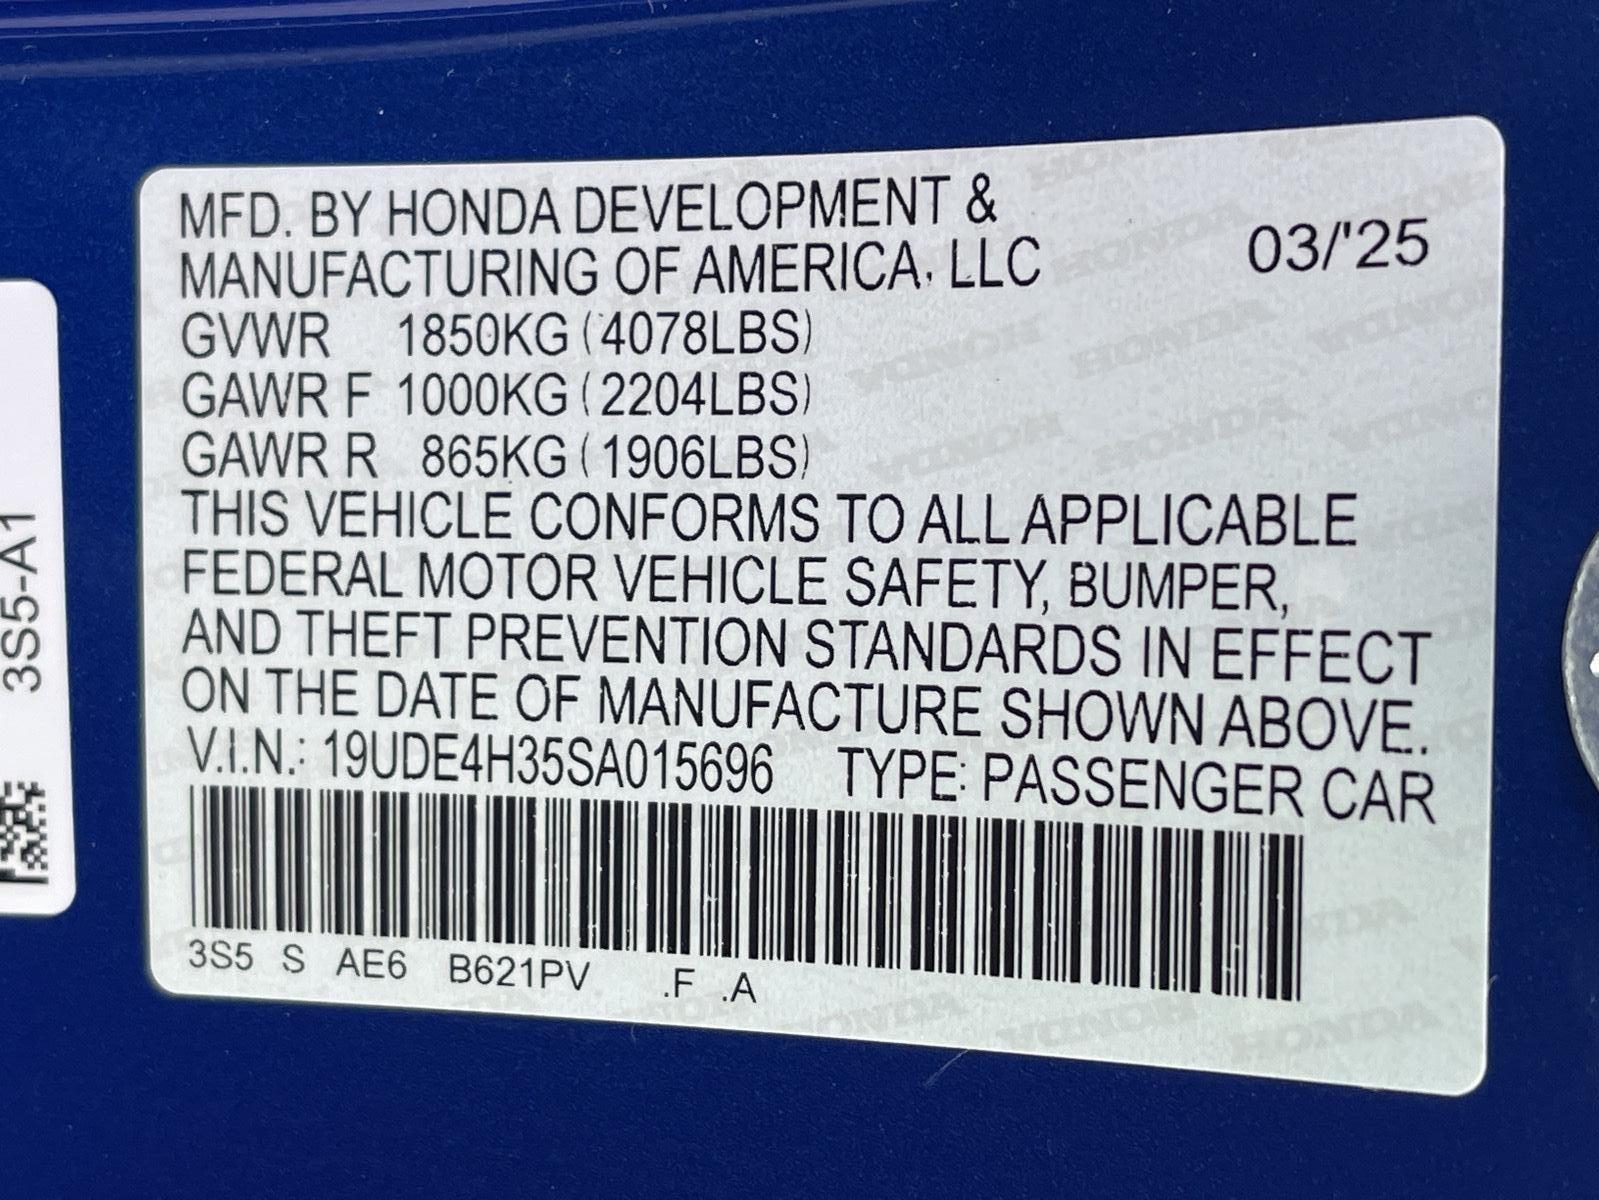 MFD. BY HONDA DEVELOPMENT &
MANUFACTURING OF AMERICA, LLC
03/'25
GVWR 1850KG (4078LBS)
GAWR F 1000KG (2204LBS)
GAWR R 865KG (1906LBS)
THIS VEHICLE CONFORMS TO ALL APPLICABLE
FEDERAL MOTOR VEHICLE SAFETY, BUMPER,
AND THEFT PREVENTION STANDARDS IN EFFECT
ON THE DATE OF MANUFACTURE SHOWN ABOVE.
V.I.N.: 19UDE4H35SA015696 TYPE: PASSENGER CAR
3S5 S AE6 B621PV .F .A
3S5-A1